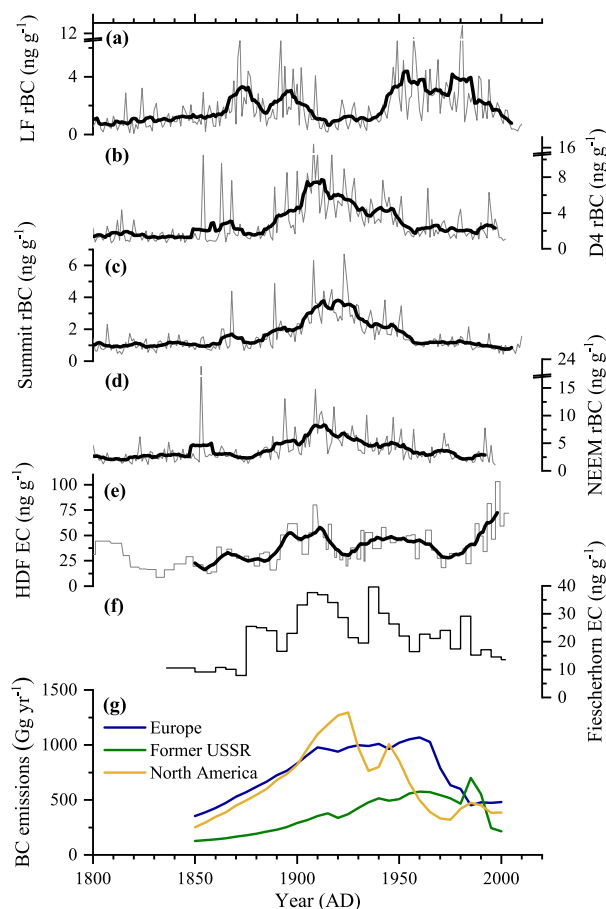 (a)
12
4
0
LF rBC (ng g⁻¹)
(b)
16
8
4
0
D4 rBC (ng g⁻¹)
(c)
6
4
2
0
Summit rBC (ng g⁻¹)
(d)
24
15
10
5
0
NEEM rBC (ng g⁻¹)
(e)
100
75
50
25
0
HDF EC (ng g⁻¹)
(f)
40
30
20
10
0
Fiescherhorn EC (ng g⁻¹)
(g)
1500
1000
500
0
BC emissions (Gg yr⁻¹)
Europe
Former USSR
North America
1800 1850 1900 1950 2000
Year (AD)